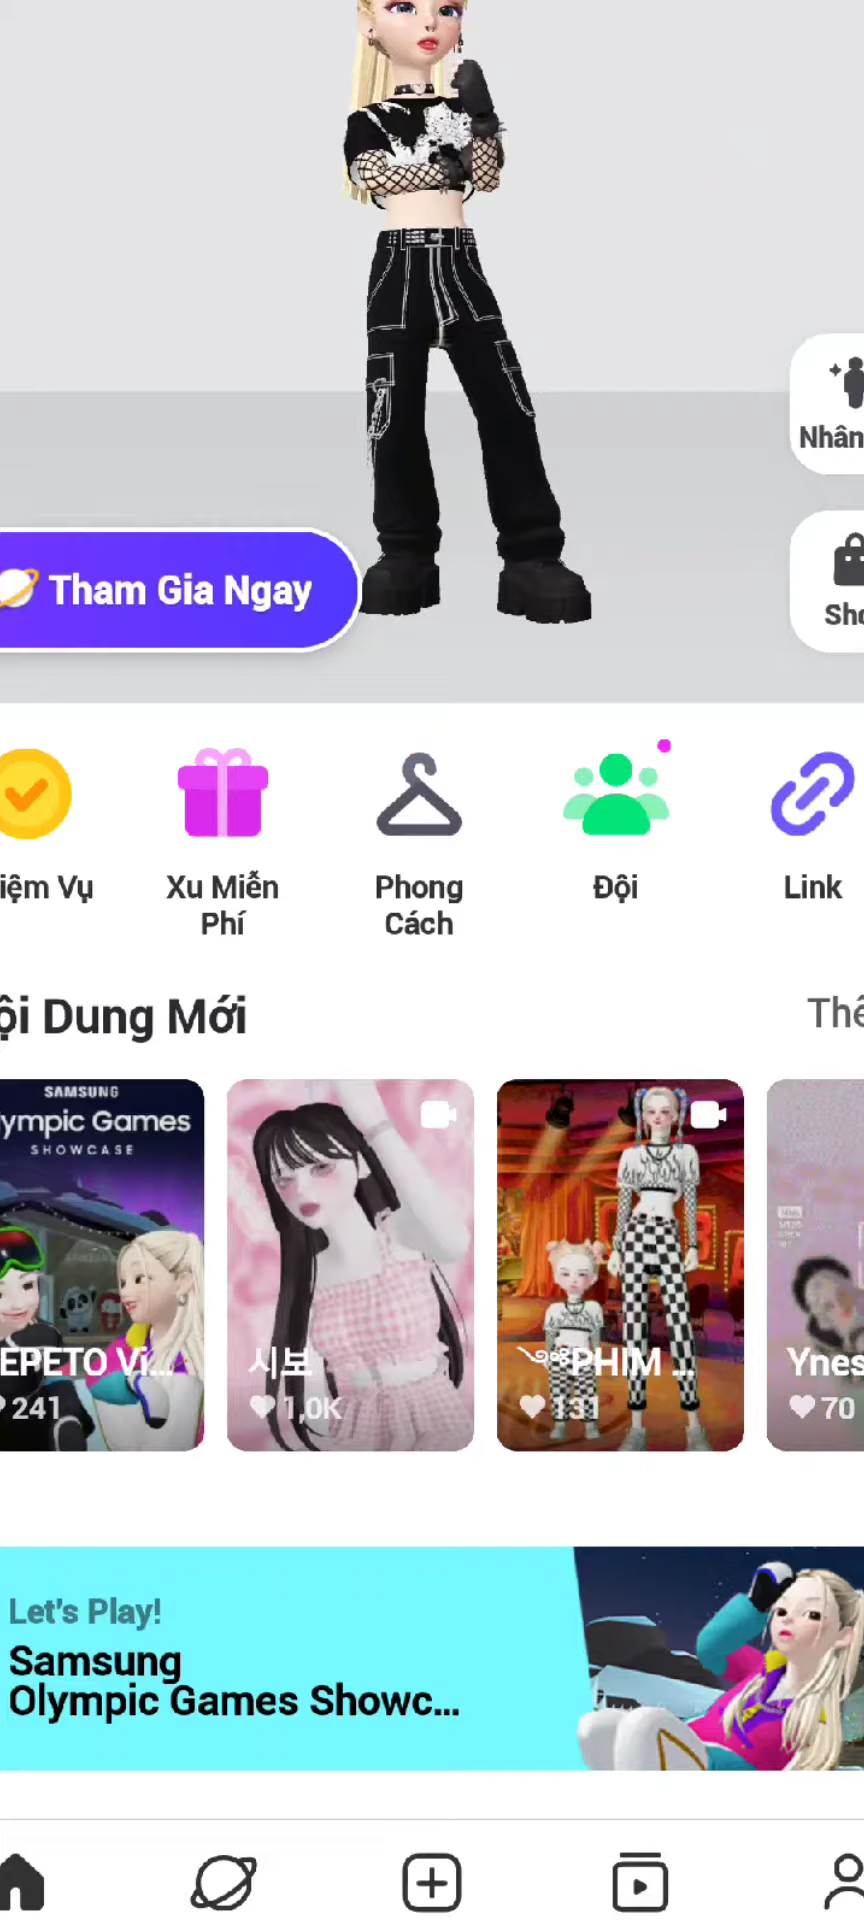 Nhân
Tham Gia Ngay
Sho
iệm Vụ
Xu Miễn
Phí
Phong
Cách
Đội
Link
ội Dung Mới
Thê
SAMSUNG
lympic Games
SHOWCASE
EPETO Vi...
241
시보
1,0K
PHIM ...
131
Ynes
70
Let's Play!
Samsung
Olympic Games Showc...